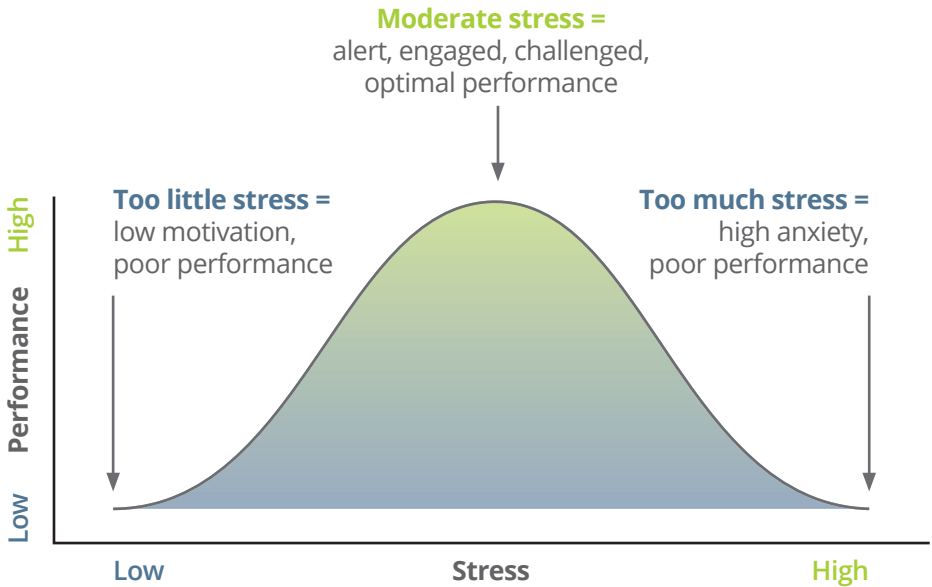 Moderate stress =
alert, engaged, challenged,
optimal performance
Too little stress =
low motivation,
poor performance
Too much stress =
high anxiety,
poor performance
High
Performance
Low
Low
Stress
High